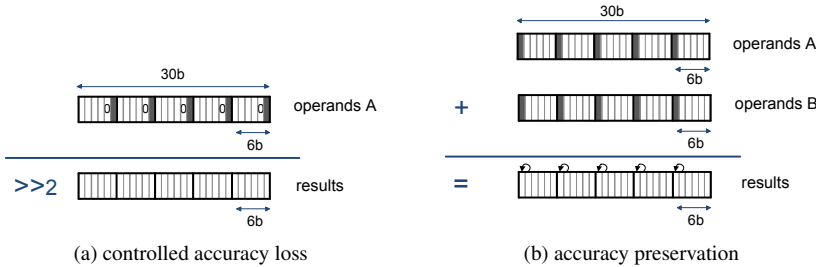 30b
0 0 0 0 0 operands A
6b
>>2 results
6b
(a) controlled accuracy loss
30b
operands A
6b
+ operands B
6b
= results
6b
(b) accuracy preservation